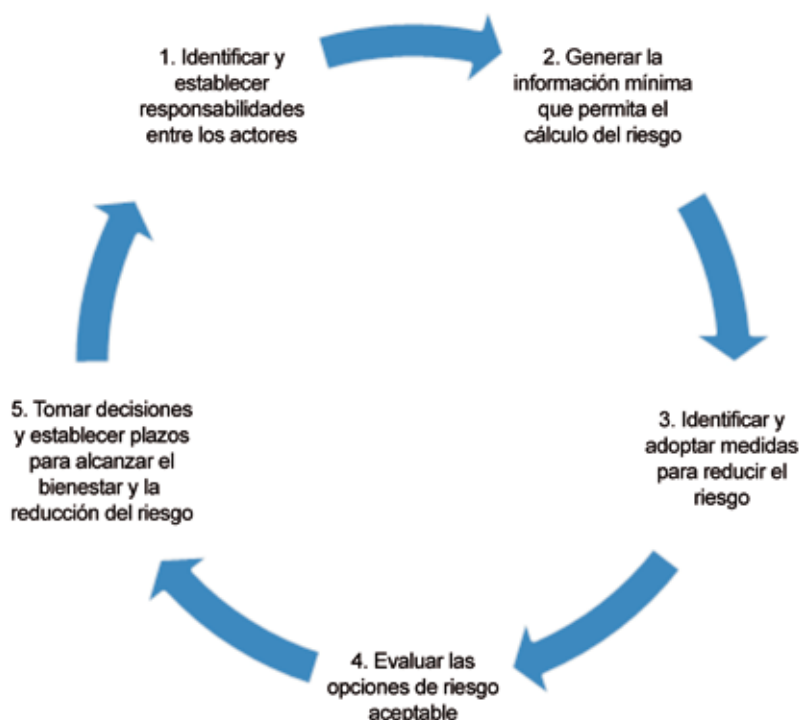 1. Identificar y
establecer
responsabilidades
entre los actores
2. Generar la
información mínima
que permita el
cálculo del riesgo
3. Identificar y
adoptar medidas
para reducir el
riesgo
4. Evaluar las
opciones de riesgo
aceptable
5. Tomar decisiones
y establecer plazos
para alcanzar el
bienestar y la
reducción del riesgo